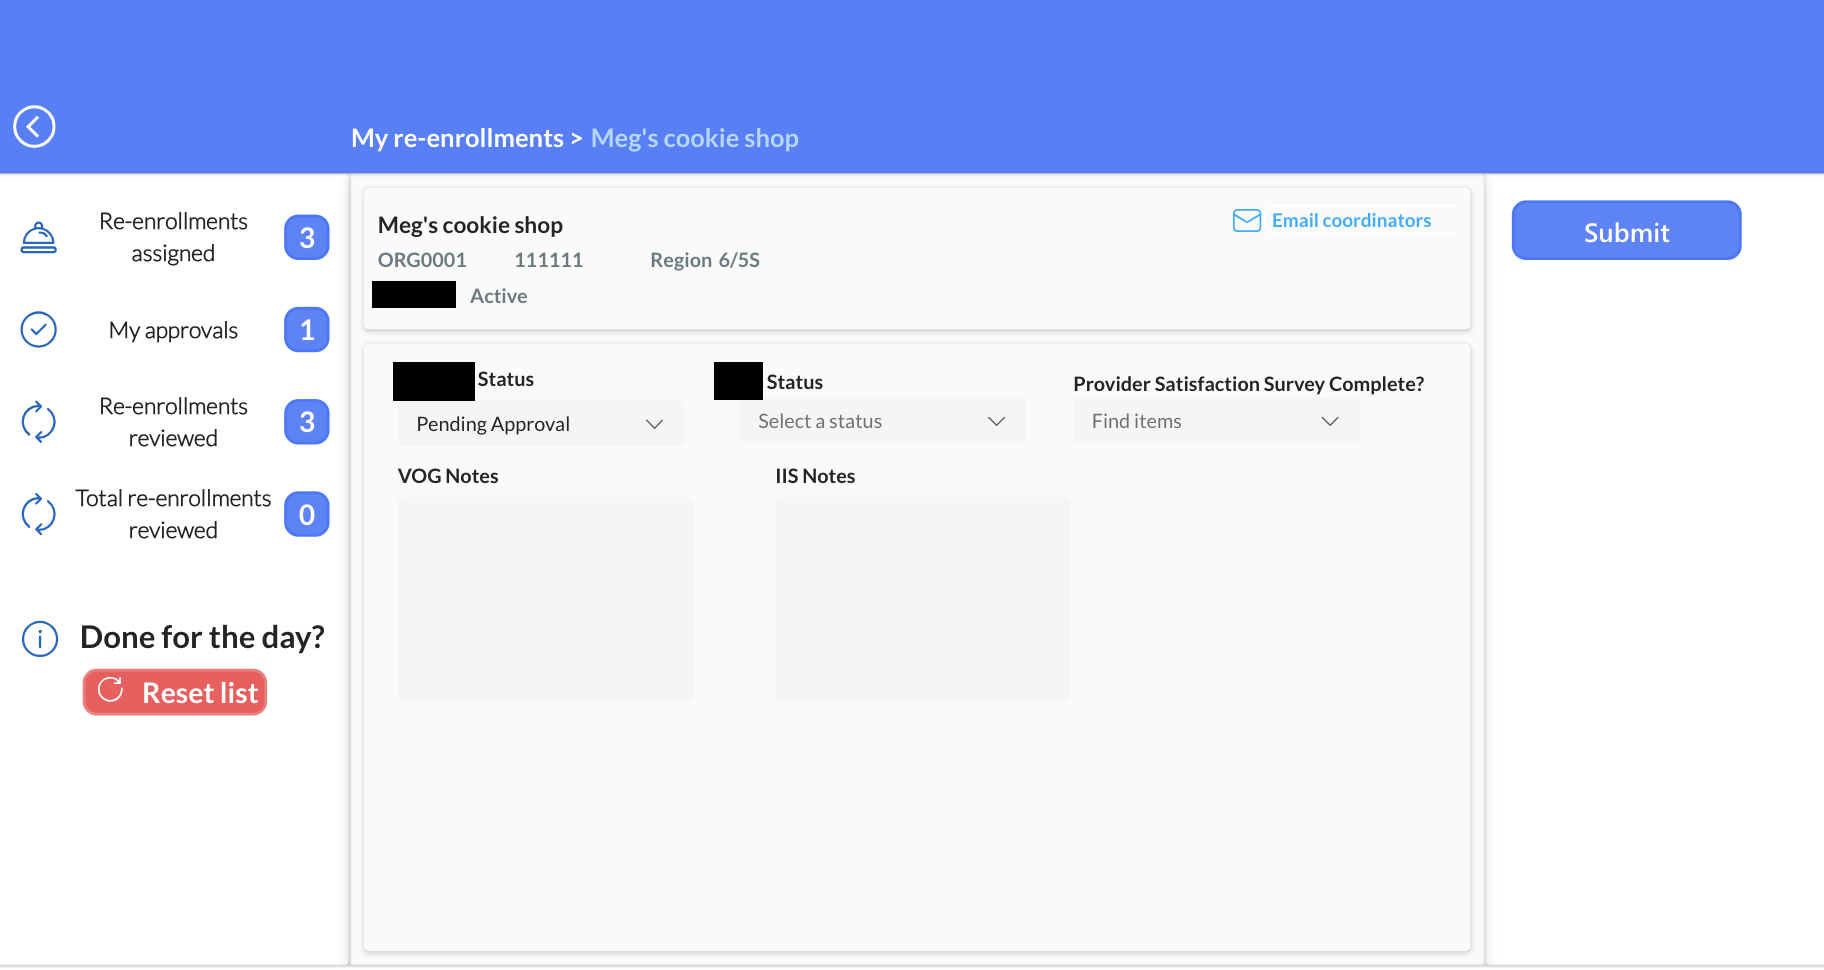 My re-enrollments > Meg's cookie shop
Re-enrollments
assigned
3
My approvals
1
Re-enrollments
reviewed
3
Total re-enrollments
reviewed
0
Done for the day?
Reset list
Meg's cookie shop
Email coordinators
ORG0001 111111 Region 6/5S
Active
Status
Pending Approval
Status
Select a status
Provider Satisfaction Survey Complete?
Find items
VOG Notes
IIS Notes
Submit